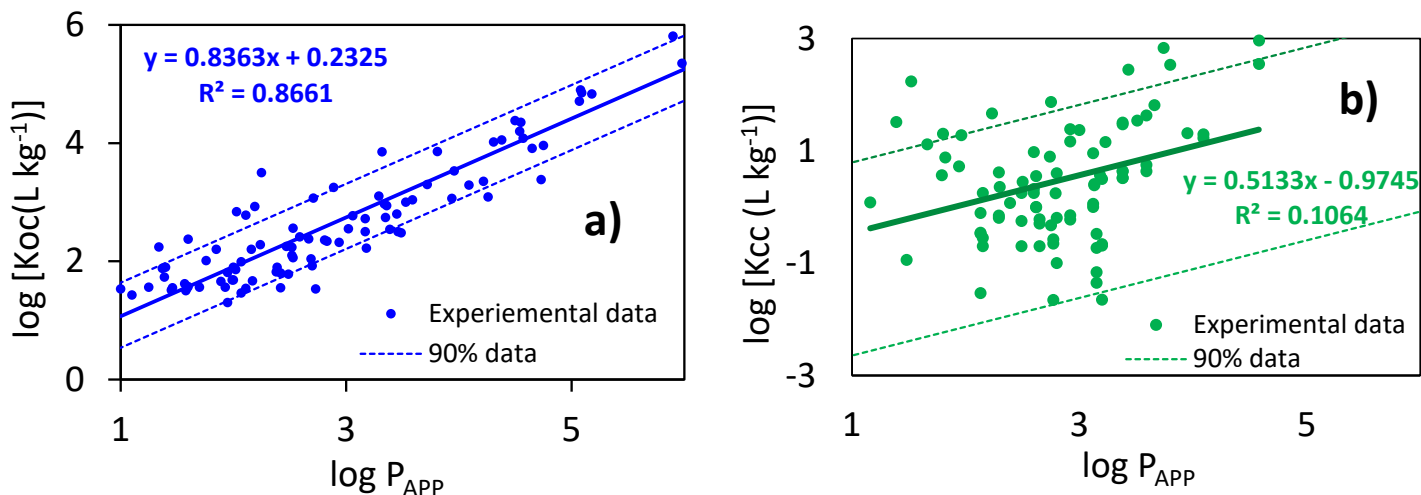 6
4
2
0
log [Koc(L kg⁻¹)]
y = 0.8363x + 0.2325
R² = 0.8661
a)
Experiemental data
90% data
1
3
5
log P_APP
3
1
-1
-3
log [Kcc (L kg⁻¹)]
b)
y = 0.5133x - 0.9745
R² = 0.1064
Experimental data
90% data
1
3
5
log P_APP